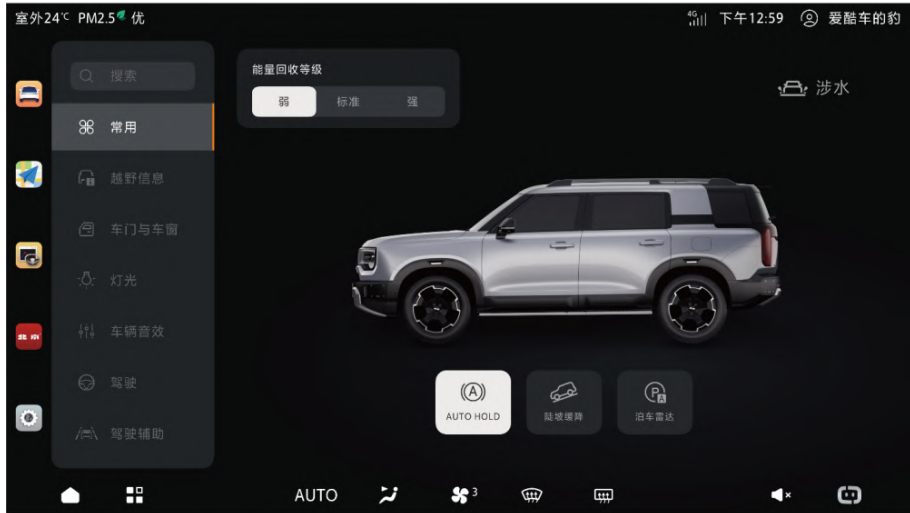 室外24℃ PM2.5 优
4G 下午12:59 爱酷车的豹
搜索
常用
越野信息
车门与车窗
灯光
车辆音效
驾驶
驾驶辅助
能量回收等级
弱 标准 强
涉水
北京
(A) P A
AUTO HOLD 陡坡缓降 泊车雷达
AUTO 3